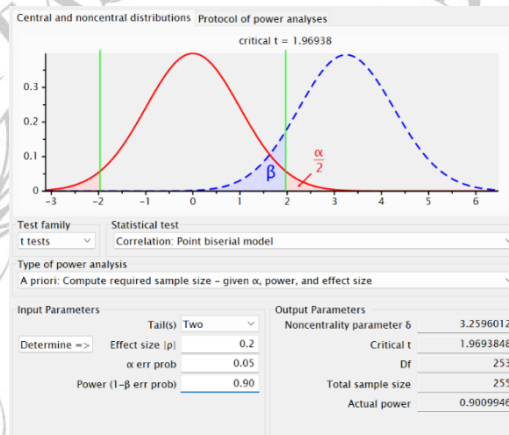 Central and noncentral distributions Protocol of power analyses
critical t = 1.96938
0.3
0.2
0.1
0
-3 -2 -1 0 1 2 3 4 5 6
β
α
2
Test family Statistical test
t tests Correlation: Point biserial model
Type of power analysis
A priori: Compute required sample size – given α, power, and effect size
Input Parameters Output Parameters
Tail(s) Two Noncentrality parameter δ 3.2596012
Determine => Effect size |ρ| 0.2 Critical t 1.9693848
α err prob 0.05 Df 253
Power (1-β err prob) 0.90 Total sample size 255
Actual power 0.9009946